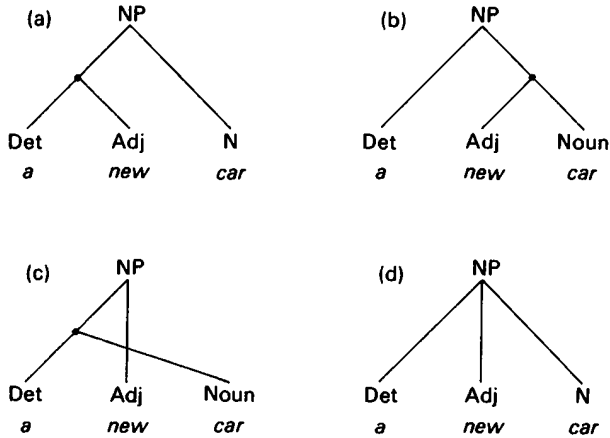 (a) NP
Det Adj N
a new car
(b) NP
Det Adj Noun
a new car
(c) NP
Det Adj Noun
a new car
(d) NP
Det Adj N
a new car